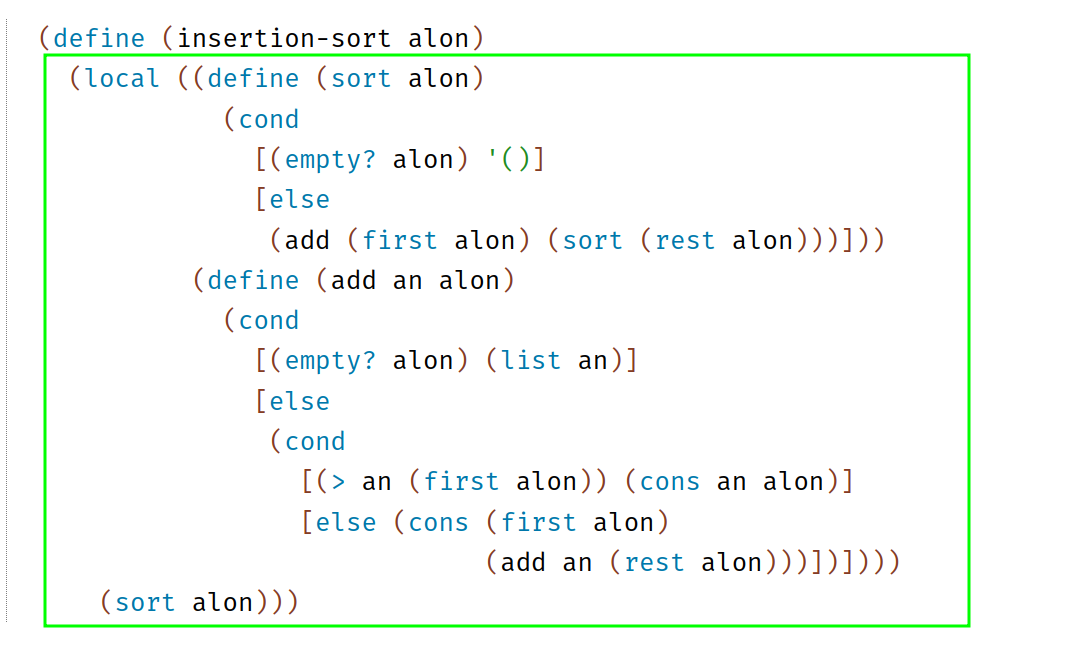 (define (insertion-sort alon)
  (local ((define (sort alon)
            (cond
              [(empty? alon) '()]
              [else
               (add (first alon) (sort (rest alon)))]))
          (define (add an alon)
            (cond
              [(empty? alon) (list an)]
              [else
               (cond
                 [(> an (first alon)) (cons an alon)]
                 [else (cons (first alon)
                             (add an (rest alon)))])])))
    (sort alon)))